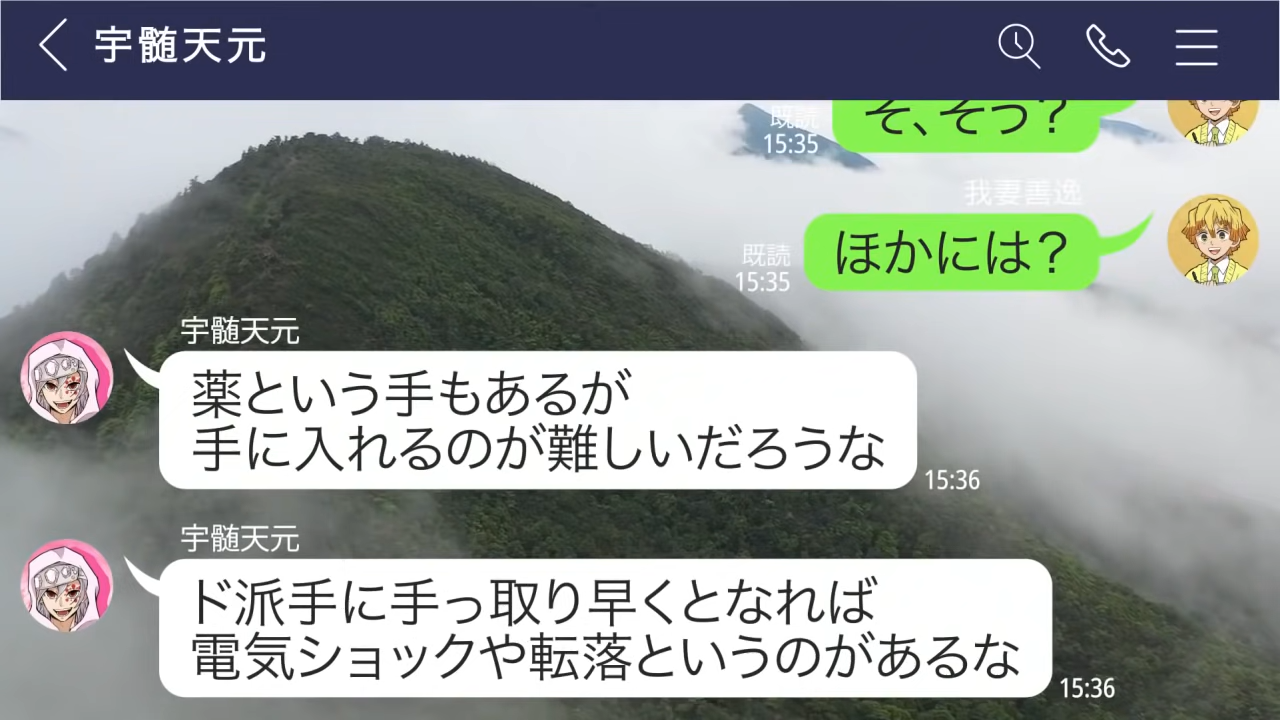 宇髄天元
そ、そう？
既読
15:35
我妻善逸
ほかには？
既読
15:35
宇髄天元
薬という手もあるが
手に入れるのが難しいだろうな
15:36
宇髄天元
ド派手に手っ取り早くとなれば
電気ショックや転落というのがあるな
15:36